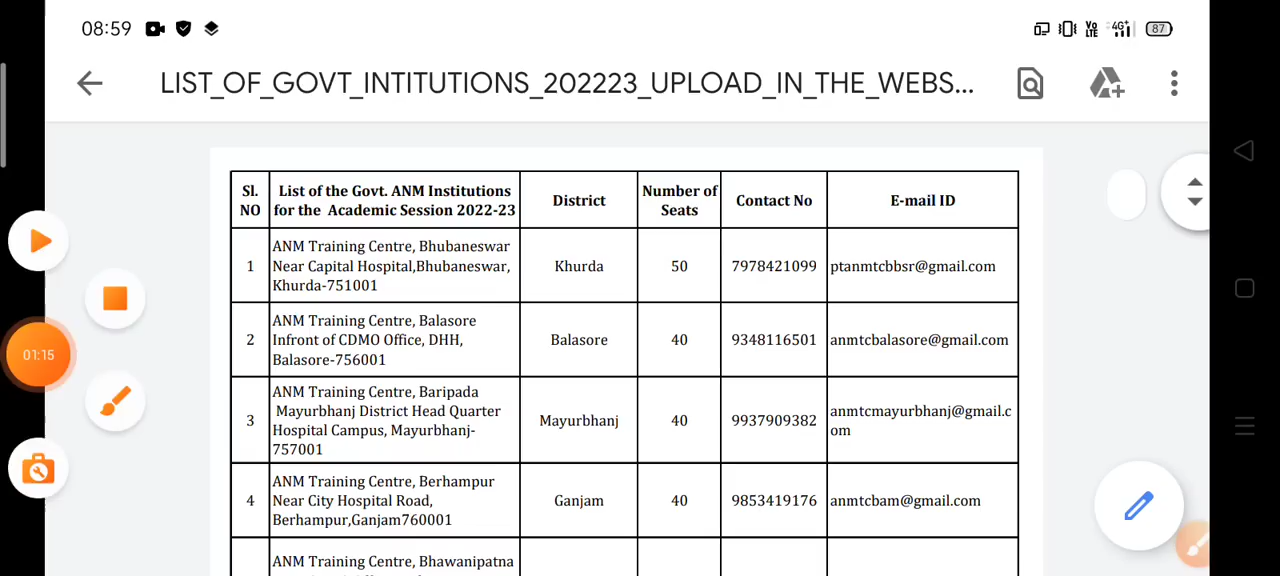 08:59
Vo LTE 4G+ 87
LIST_OF_GOVT_INTITUTIONS_202223_UPLOAD_IN_THE_WEBS...
Sl. NO
List of the Govt. ANM Institutions
for the Academic Session 2022-23
District
Number of
Seats
Contact No
E-mail ID
1
ANM Training Centre, Bhubaneswar
Near Capital Hospital,Bhubaneswar,
Khurda-751001
Khurda
50
7978421099
ptanmtcbbsr@gmail.com
2
ANM Training Centre, Balasore
Infront of CDMO Office, DHH,
Balasore-756001
Balasore
40
9348116501
anmtcbalasore@gmail.com
3
ANM Training Centre, Baripada
Mayurbhanj District Head Quarter
Hospital Campus, Mayurbhanj-
757001
Mayurbhanj
40
9937909382
anmtcmayurbhanj@gmail.c
om
4
ANM Training Centre, Berhampur
Near City Hospital Road,
Berhampur,Ganjam760001
Ganjam
40
9853419176
anmtcbam@gmail.com
ANM Training Centre, Bhawanipatna
01:15